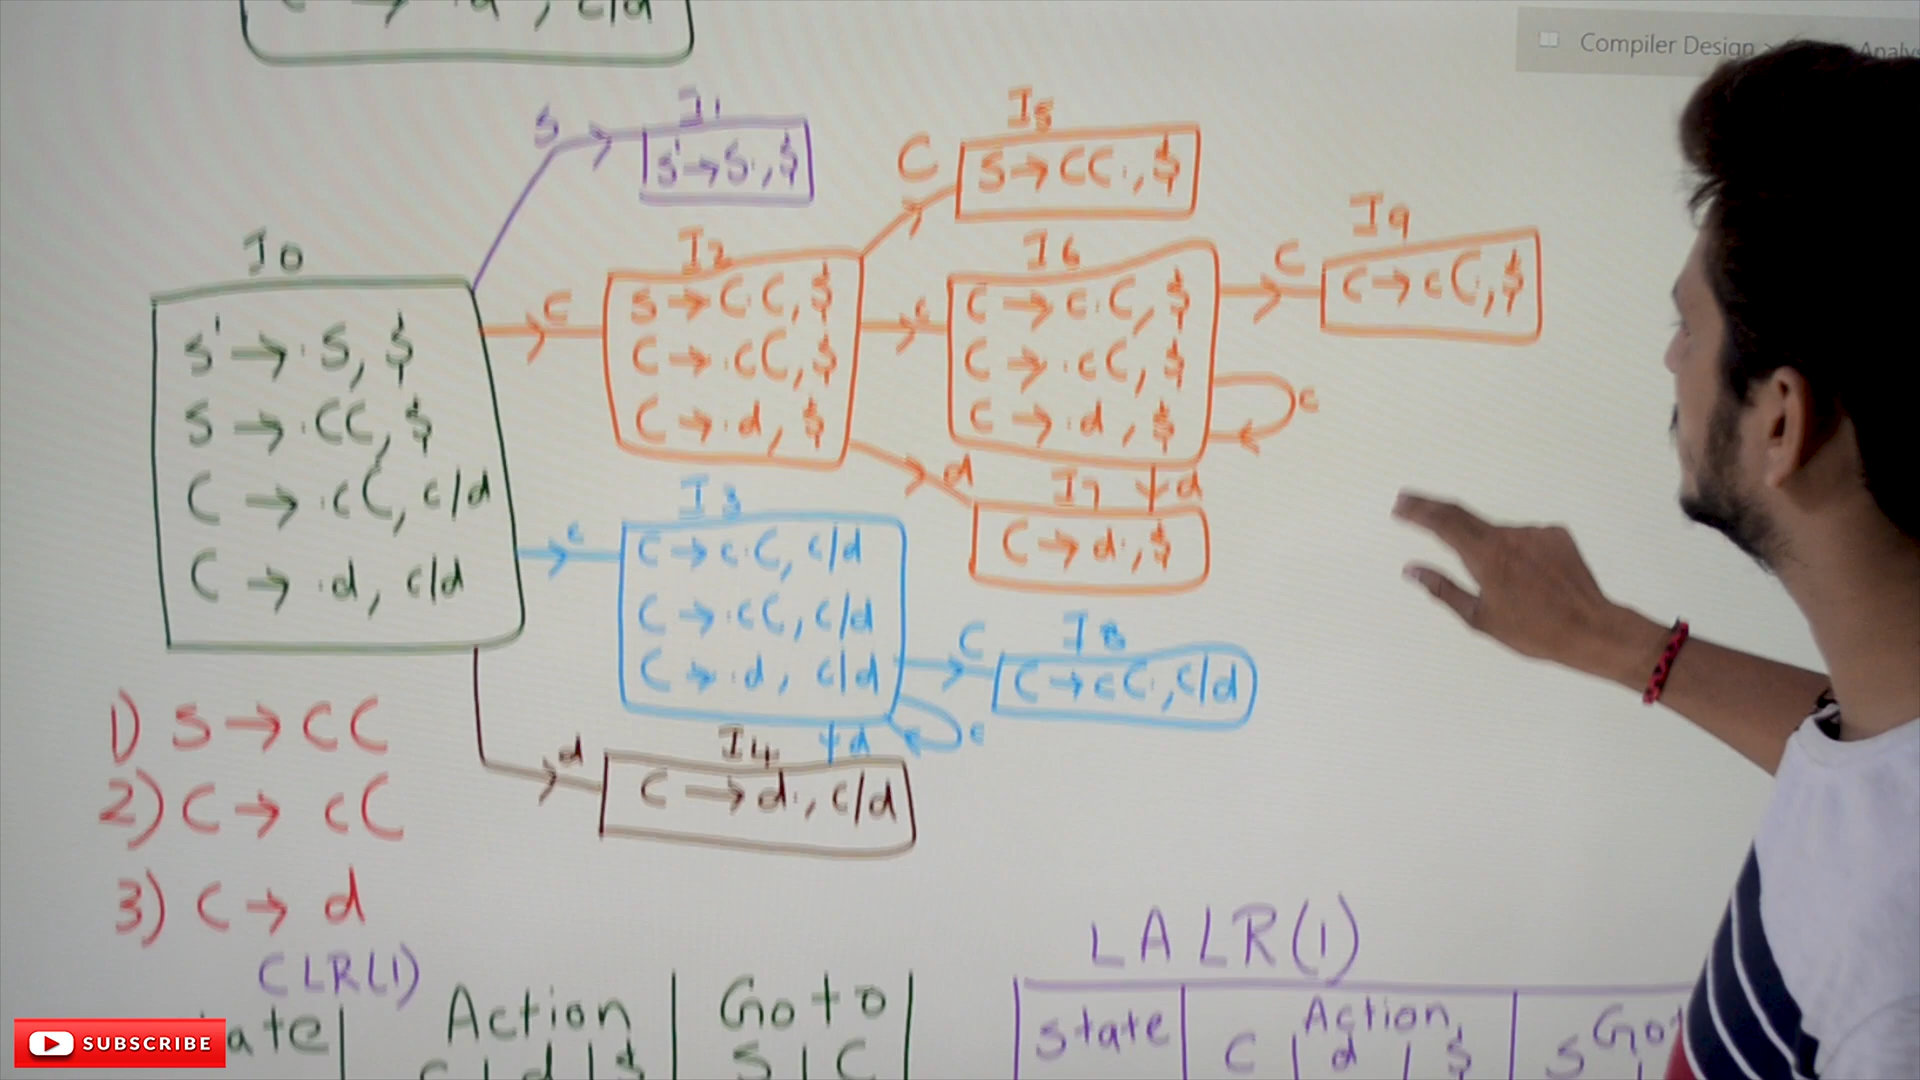 C → .d, c/d
Compiler Design >
S
I1
S' → S., $
C
I5
S → CC., $
I0
S' → .S, $
S → .CC, $
C → .cC, c/d
C → .d, c/d
C
I2
S → C.C, $
C → .cC, $
C → .d, $
c
I6
C → c.C, $
C → .cC, $
C → .d, $
C
I9
C → cC, $
c
d
I7
d
C → d., $
c
I3
C → c.C, c/d
C → .cC, c/d
C → .d, c/d
C
I8
C → cC., c/d
c
d
d
I4
C → d., c/d
1) S → CC
2) C → cC
3) C → d
CLR(1)
Action | Goto
c | d | $ | S | C
LALR(1)
State | Action
C | d | $ | S
SUBSCRIBE